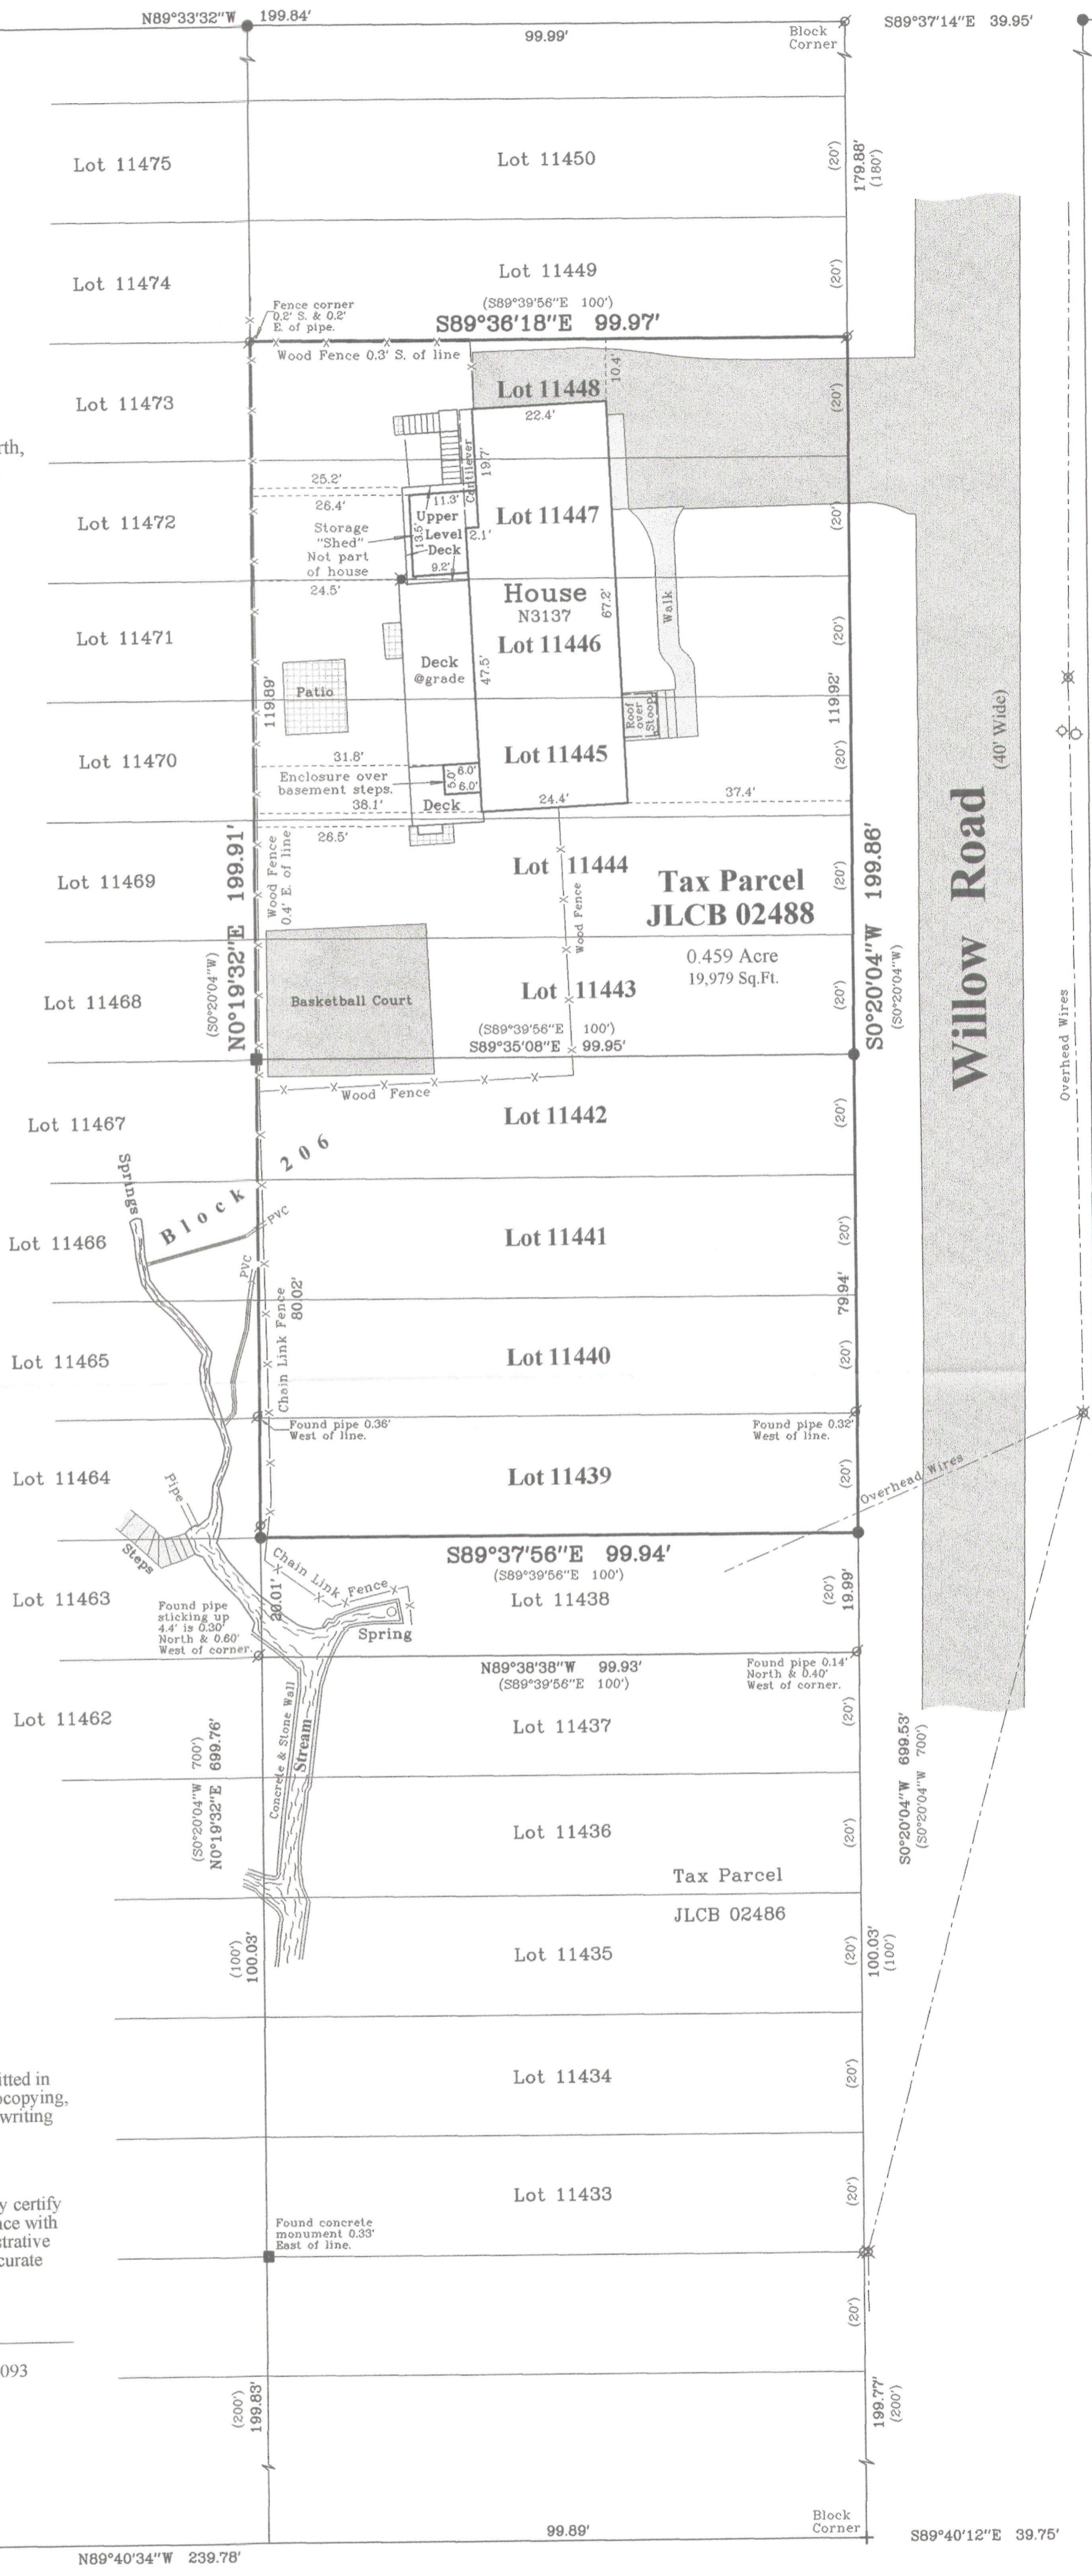 N89°33'32"W 199.84'
99.99'
Block
Corner
S89°37'14"E 39.95'
Lot 11475
Lot 11450
(20')
179.88'
(180')
Lot 11474
Lot 11449
(20')
Fence corner
0.2' S. & 0.2'
E. of pipe.
(S89°39'56"E 100')
S89°36'18"E 99.97'
Wood Fence 0.3' S. of line
10.4'
Lot 11473
Lot 11448
(20')
22.4'
rth,
Cantilever
19.7'
25.2'
26.4'
11.3'
Lot 11472
Storage
"Shed"
Not part
of house
Upper
Level
Deck
13.5'
2.1'
9.2'
Lot 11447
(20')
24.5'
House
N3137
67.2'
Walk
Lot 11471
Lot 11446
(20')
Deck
@grade
47.5'
Patio
119.89'
119.92'
Roof
over
Stoop
Lot 11470
Lot 11445
(20')
31.8'
Enclosure over
basement steps.
5.0'
6.0'
6.0'
38.1'
Deck
24.4'
37.4'
26.5'
Wood Fence
0.4' E. of line
Lot 11469
Lot 11444
(20')
Wood Fence
Tax Parcel
JLCB 02488
0.459 Acre
19,979 Sq.Ft.
N0°19'32"E 199.91'
(S0°20'04"W)
S0°20'04"W 199.86'
(S0°20'04"W)
Willow Road
(40' Wide)
Overhead Wires
Lot 11468
Basketball Court
Lot 11443
(20')
(S89°39'56"E 100')
S89°35'08"E 99.95'
Wood Fence
Lot 11467
Lot 11442
(20')
Block 206
Springs
Lot 11466
PVC
PVC
Lot 11441
(20')
Chain Link Fence
80.02'
79.94'
Lot 11465
Lot 11440
(20')
Found pipe 0.36'
West of line.
Found pipe 0.32'
West of line.
Lot 11464
Lot 11439
(20')
Overhead Wires
Pipe
Steps
S89°37'56"E 99.94'
(S89°39'56"E 100')
Chain Link Fence
20.01'
Lot 11463
Lot 11438
(20')
19.99'
Found pipe
sticking up
4.4' is 0.30'
North & 0.60'
West of corner.
Spring
N89°38'38"W 99.93'
(S89°39'56"E 100')
Found pipe 0.14'
North & 0.40'
West of corner.
Lot 11462
Lot 11437
(20')
Concrete & Stone Wall
Stream
(S0°20'04"W 700')
N0°19'32"E 699.76'
S0°20'04"W 699.53'
(S0°20'04"W 700')
Lot 11436
(20')
Tax Parcel
JLCB 02486
(100')
100.03'
Lot 11435
(20')
100.03'
(100')
itted in
ocopying,
writing
Lot 11434
(20')
y certify
nce with
strative
curate
Lot 11433
(20')
Found concrete
monument 0.33'
East of line.
(20')
093
(200')
199.83'
199.77'
(200')
99.89'
Block
Corner
S89°40'12"E 39.75'
N89°40'34"W 239.78'